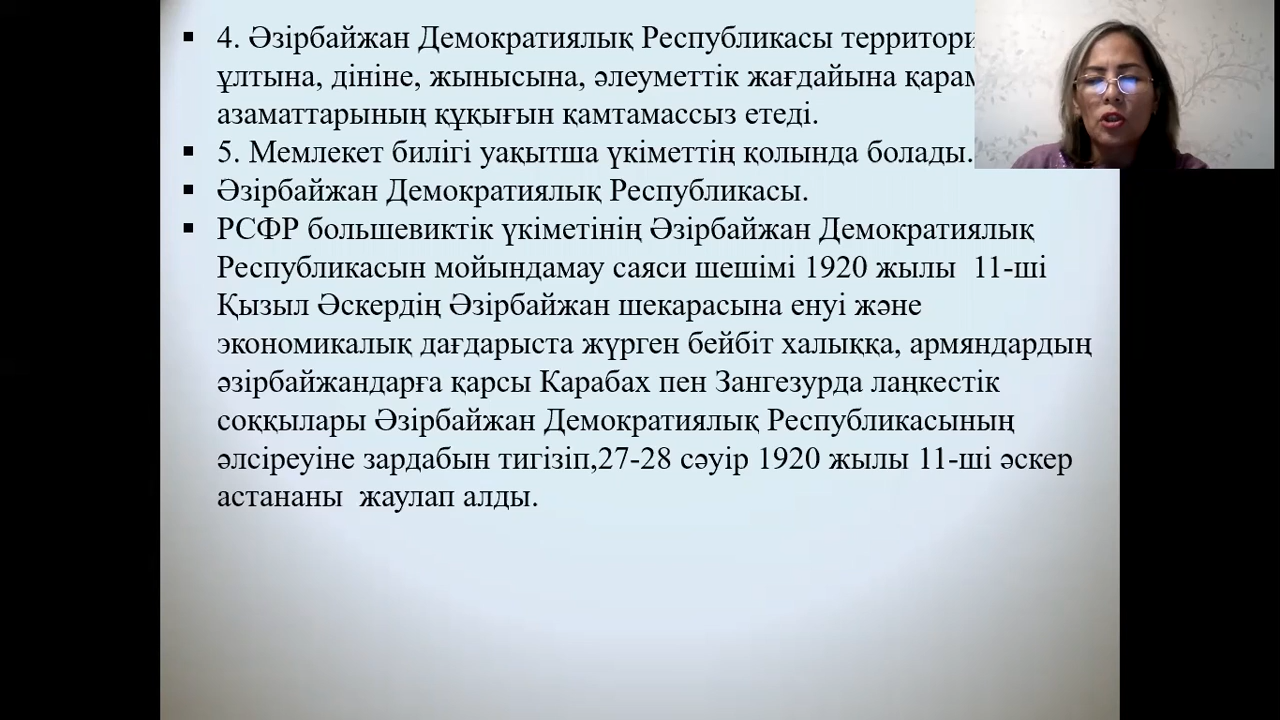 ▪ 4. Әзірбайжан Демократиялық Республикасы
ұлтына, дініне, жынысына, әлеуметтік жағдайына
азаматтарының құқығын қамтамассыз етеді.
▪ 5. Мемлекет билігі уақытша үкіметтің қолында болады.
▪ Әзірбайжан Демократиялық Республикасы.
▪ РСФР большевиктік үкіметінің Әзірбайжан Демократиялық
Республикасын мойындамау саяси шешімі 1920 жылы 11-ші
Қызыл Әскердің Әзірбайжан шекарасына енуі және
экономикалық дағдарыста жүрген бейбіт халыққа, армяндардың
әзірбайжандарға қарсы Карабах пен Зангезурда лаңкестік
соққылары Әзірбайжан Демократиялық Республикасының
әлсіреуіне зардабын тигізіп,27-28 сәуір 1920 жылы 11-ші әскер
астананы жаулап алды.